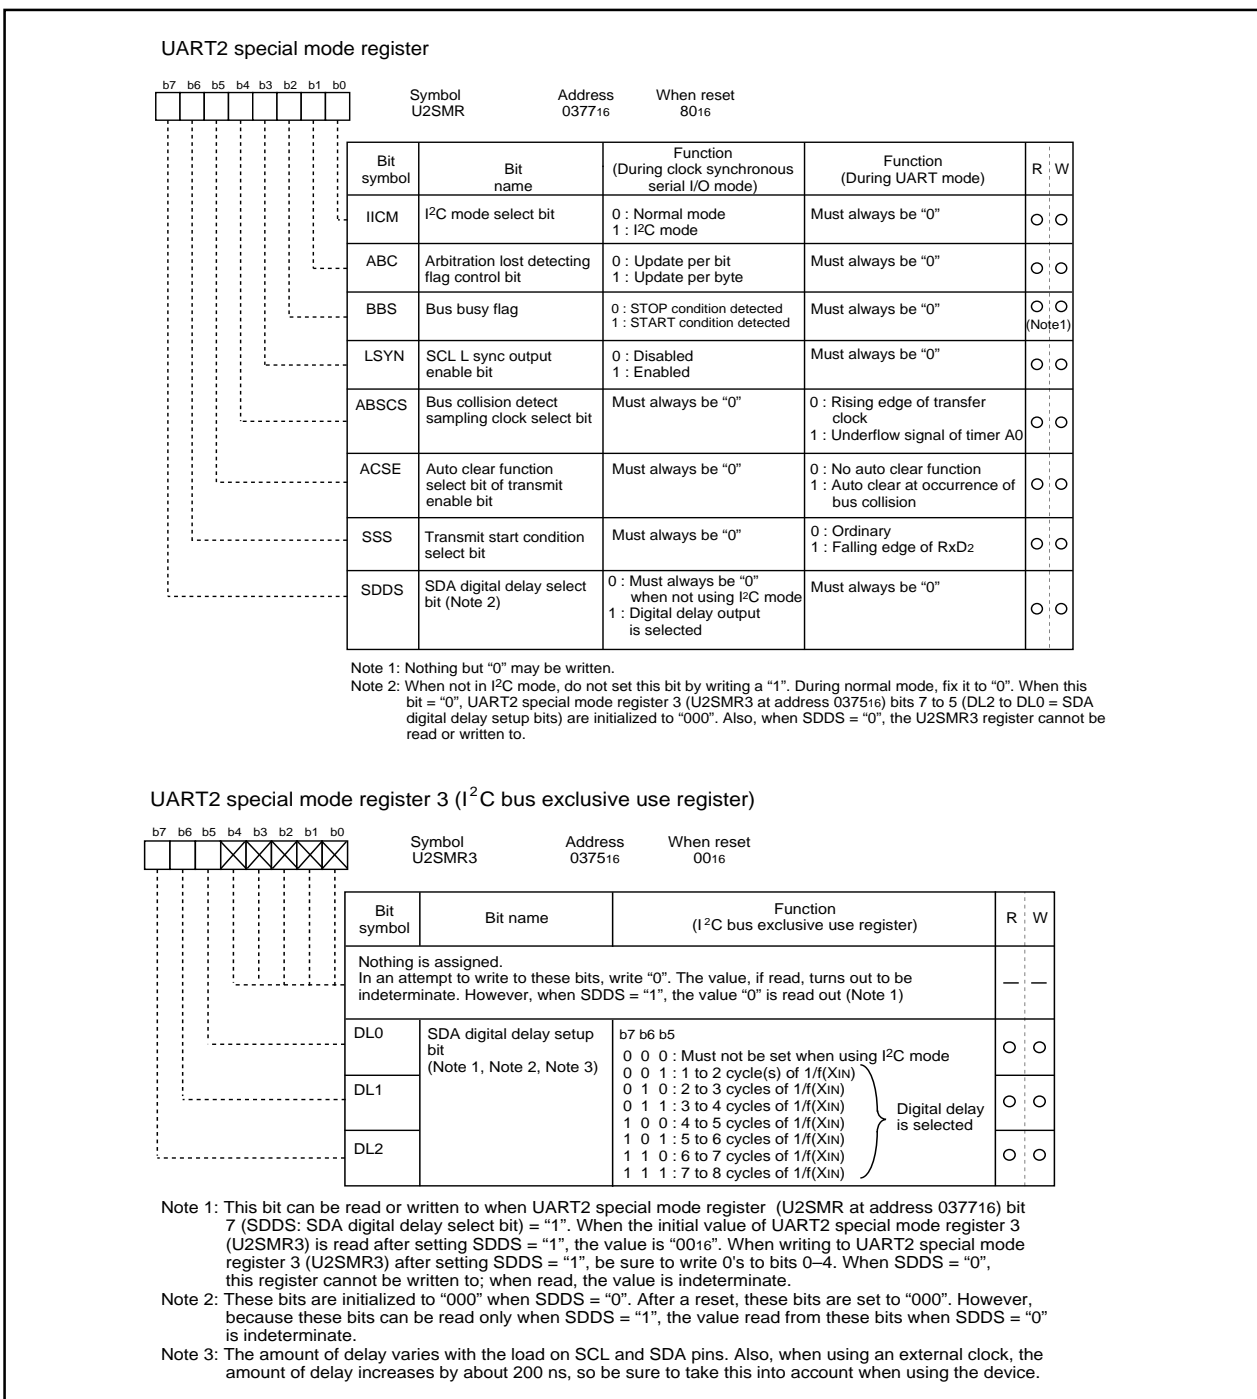 UART2 special mode register
b7 b6 b5 b4 b3 b2 b1 b0
Symbol Address When reset
U2SMR 037716 8016
Bit symbol Bit name Function (During clock synchronous serial I/O mode) Function (During UART mode) R W
IICM I2C mode select bit 0 : Normal mode Must always be “0”
1 : I2C mode
ABC Arbitration lost detecting 0 : Update per bit Must always be “0”
flag control bit 1 : Update per byte
BBS Bus busy flag 0 : STOP condition detected Must always be “0”
1 : START condition detected (Note1)
LSYN SCL L sync output 0 : Disabled Must always be “0”
enable bit 1 : Enabled
ABSCS Bus collision detect Must always be “0” 0 : Rising edge of transfer
sampling clock select bit clock
1 : Underflow signal of timer A0
ACSE Auto clear function Must always be “0” 0 : No auto clear function
select bit of transmit 1 : Auto clear at occurrence of
enable bit bus collision
SSS Transmit start condition Must always be “0” 0 : Ordinary
select bit 1 : Falling edge of RxD2
SDDS SDA digital delay select 0 : Must always be “0” Must always be “0”
bit (Note 2) when not using I2C mode
1 : Digital delay output
is selected
Note 1: Nothing but “0” may be written.
Note 2: When not in I2C mode, do not set this bit by writing a “1”. During normal mode, fix it to “0”. When this
bit = “0”, UART2 special mode register 3 (U2SMR3 at address 037516) bits 7 to 5 (DL2 to DL0 = SDA
digital delay setup bits) are initialized to “000”. Also, when SDDS = “0”, the U2SMR3 register cannot be
read or written to.
UART2 special mode register 3 (I2C bus exclusive use register)
b7 b6 b5 b4 b3 b2 b1 b0
Symbol Address When reset
U2SMR3 037516 0016
Bit symbol Bit name Function (I2C bus exclusive use register) R W
Nothing is assigned.
In an attempt to write to these bits, write “0”. The value, if read, turns out to be
indeterminate. However, when SDDS = “1”, the value “0” is read out (Note 1) — —
DL0 SDA digital delay setup b7 b6 b5
bit 0 0 0 : Must not be set when using I2C mode
(Note 1, Note 2, Note 3) 0 0 1 : 1 to 2 cycle(s) of 1/f(XIN)
DL1 0 1 0 : 2 to 3 cycles of 1/f(XIN)
0 1 1 : 3 to 4 cycles of 1/f(XIN) Digital delay
1 0 0 : 4 to 5 cycles of 1/f(XIN) is selected
1 0 1 : 5 to 6 cycles of 1/f(XIN)
DL2 1 1 0 : 6 to 7 cycles of 1/f(XIN)
1 1 1 : 7 to 8 cycles of 1/f(XIN)
Note 1: This bit can be read or written to when UART2 special mode register (U2SMR at address 037716) bit
7 (SDDS: SDA digital delay select bit) = “1”. When the initial value of UART2 special mode register 3
(U2SMR3) is read after setting SDDS = “1”, the value is “0016”. When writing to UART2 special mode
register 3 (U2SMR3) after setting SDDS = “1”, be sure to write 0's to bits 0–4. When SDDS = “0”,
this register cannot be written to; when read, the value is indeterminate.
Note 2: These bits are initialized to “000” when SDDS = “0”. After a reset, these bits are set to “000”. However,
because these bits can be read only when SDDS = “1”, the value read from these bits when SDDS = “0”
is indeterminate.
Note 3: The amount of delay varies with the load on SCL and SDA pins. Also, when using an external clock, the
amount of delay increases by about 200 ns, so be sure to take this into account when using the device.